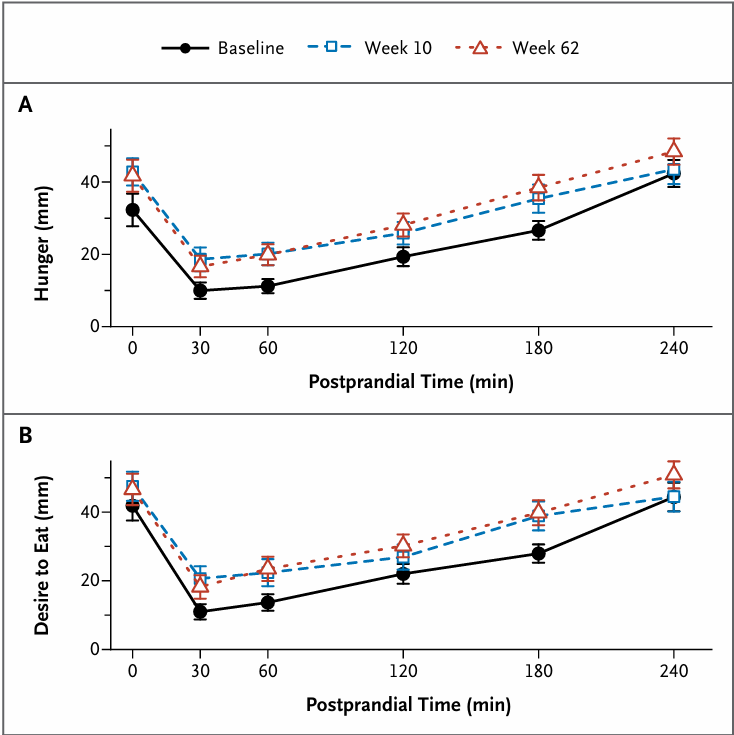 Baseline Week 10 Week 62
A
Hunger (mm)
40
20
0
0 30 60 120 180 240
Postprandial Time (min)
B
Desire to Eat (mm)
40
20
0
0 30 60 120 180 240
Postprandial Time (min)